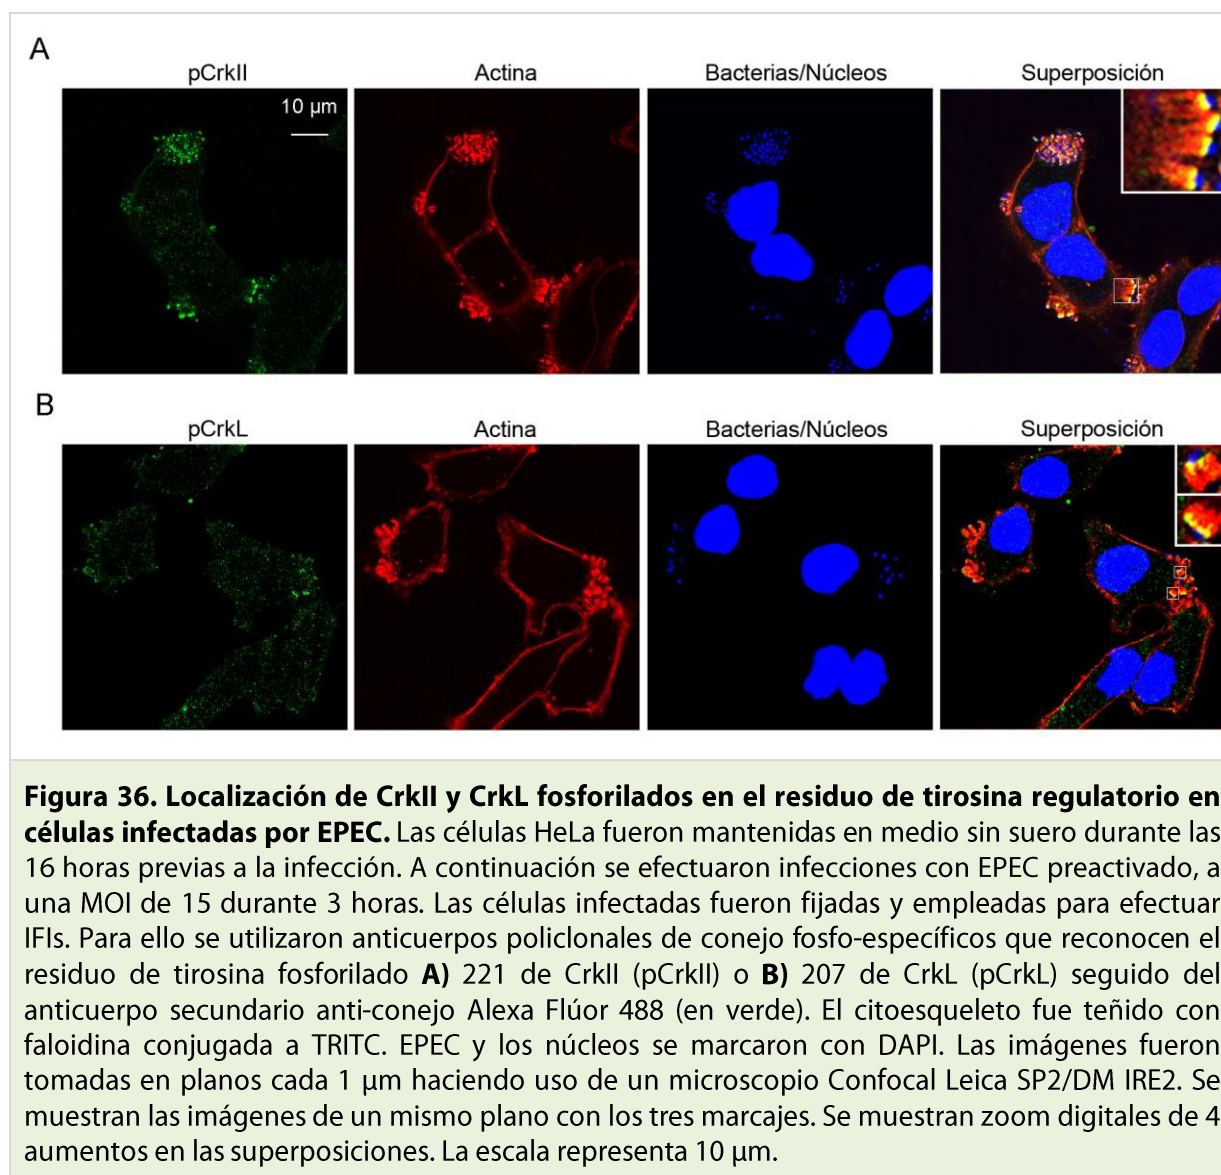 A
pCrkII Actina Bacterias/Núcleos Superposición
10 µm
B
pCrkL Actina Bacterias/Núcleos Superposición
Figura 36. Localización de CrkII y CrkL fosforilados en el residuo de tirosina regulatorio en
células infectadas por EPEC. Las células HeLa fueron mantenidas en medio sin suero durante las
16 horas previas a la infección. A continuación se efectuaron infecciones con EPEC preactivado, a
una MOI de 15 durante 3 horas. Las células infectadas fueron fijadas y empleadas para efectuar
IFIs. Para ello se utilizaron anticuerpos policlonales de conejo fosfo-específicos que reconocen el
residuo de tirosina fosforilado A) 221 de CrkII (pCrkII) o B) 207 de CrkL (pCrkL) seguido del
anticuerpo secundario anti-conejo Alexa Flúor 488 (en verde). El citoesqueleto fue teñido con
faloidina conjugada a TRITC. EPEC y los núcleos se marcaron con DAPI. Las imágenes fueron
tomadas en planos cada 1 µm haciendo uso de un microscopio Confocal Leica SP2/DM IRE2. Se
muestran las imágenes de un mismo plano con los tres marcajes. Se muestran zoom digitales de 4
aumentos en las superposiciones. La escala representa 10 µm.